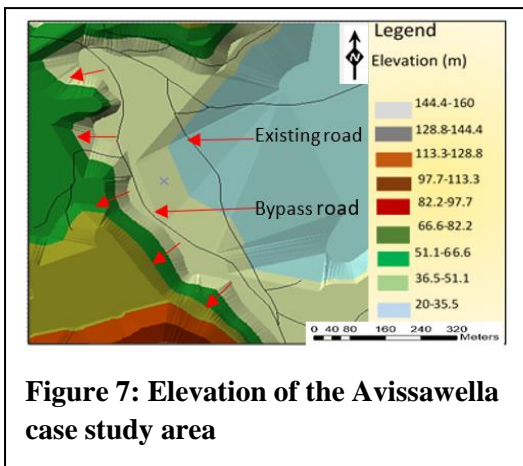 Legend
N
Elevation (m)
144.4-160
128.8-144.4
113.3-128.8
97.7-113.3
82.2-97.7
66.6-82.2
51.1-66.6
36.5-51.1
20-35.5
Existing road
Bypass road
0 40 80 160 240 320
Meters
Figure 7: Elevation of the Avissawella
case study area